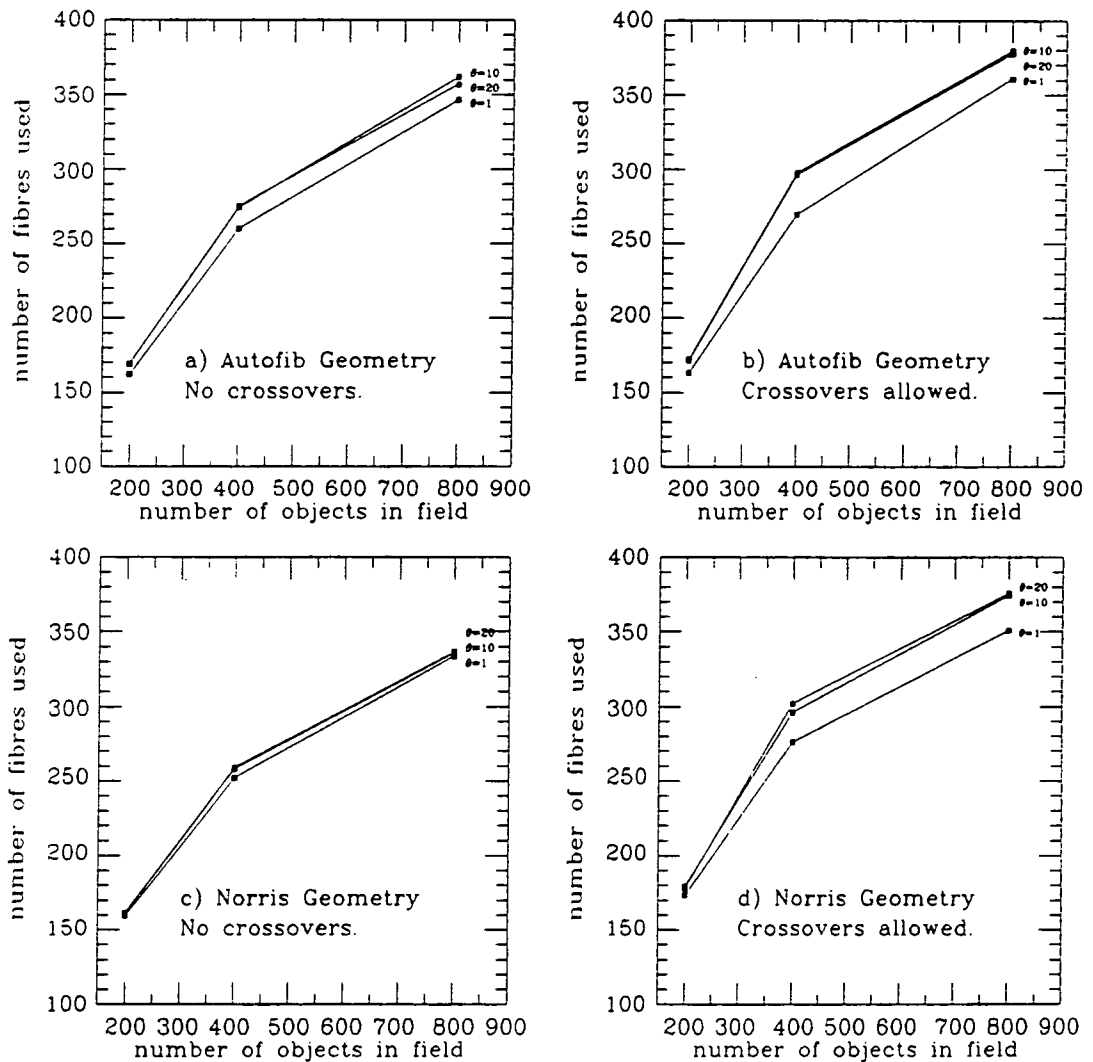 400
350
300
250
200
150
100
number of fibres used
θ=10
θ=20
θ=1
a) Autofib Geometry
No crossovers.
200 300 400 500 600 700 800 900
number of objects in field
400
350
300
250
200
150
100
number of fibres used
θ=10
θ=20
θ=1
b) Autofib Geometry
Crossovers allowed.
200 300 400 500 600 700 800 900
number of objects in field
400
350
300
250
200
150
100
number of fibres used
θ=20
θ=10
θ=1
c) Norris Geometry
No crossovers.
200 300 400 500 600 700 800 900
number of objects in field
400
350
300
250
200
150
100
number of fibres used
θ=20
θ=10
θ=1
d) Norris Geometry
Crossovers allowed.
200 300 400 500 600 700 800 900
number of objects in field